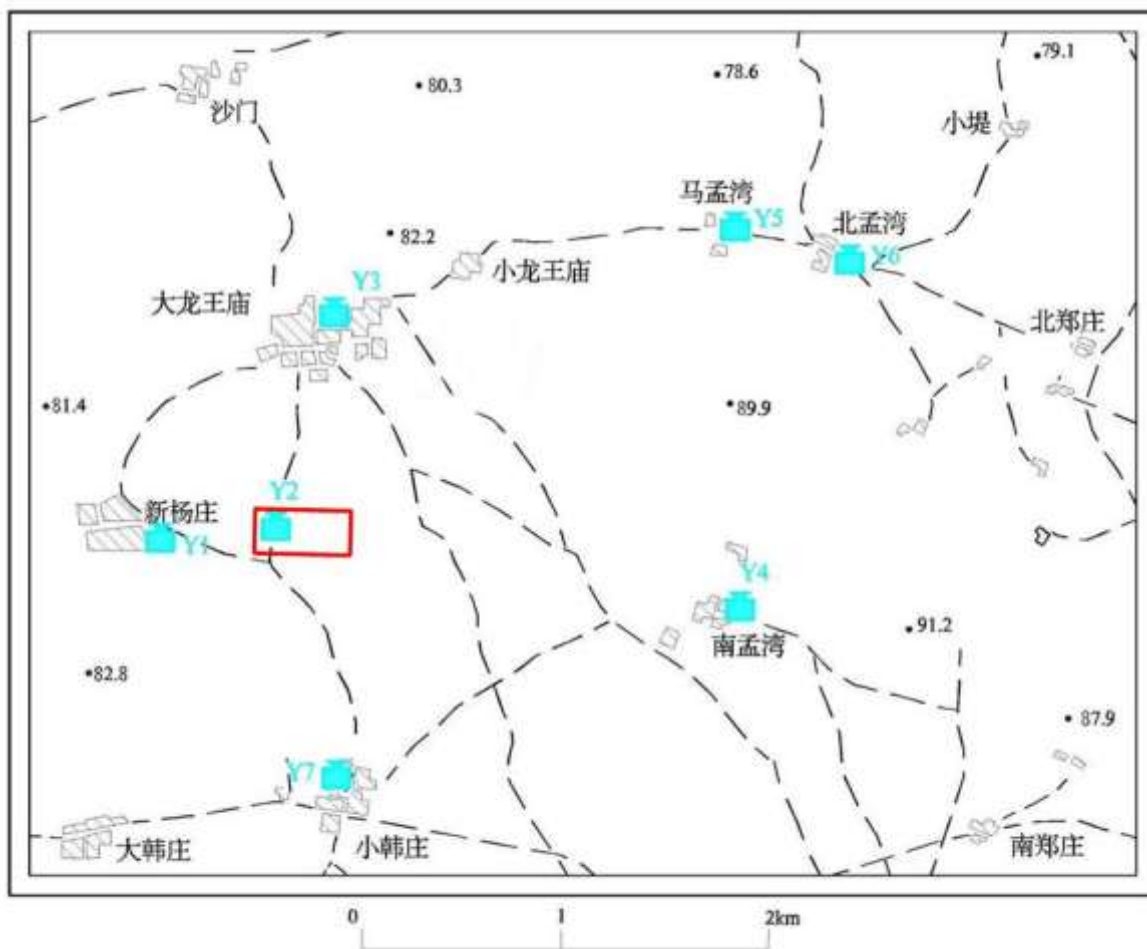 79.1
78.6
80.3
沙门
小堤
马孟湾
Y5
北孟湾
82.2
Y6
小龙王庙
Y3
大龙王庙
北郑庄
81.4
89.9
Y2
新杨庄
Y1
Y4
91.2
南孟湾
82.8
87.9
Y7
大韩庄
小韩庄
南郑庄
0 1 2km